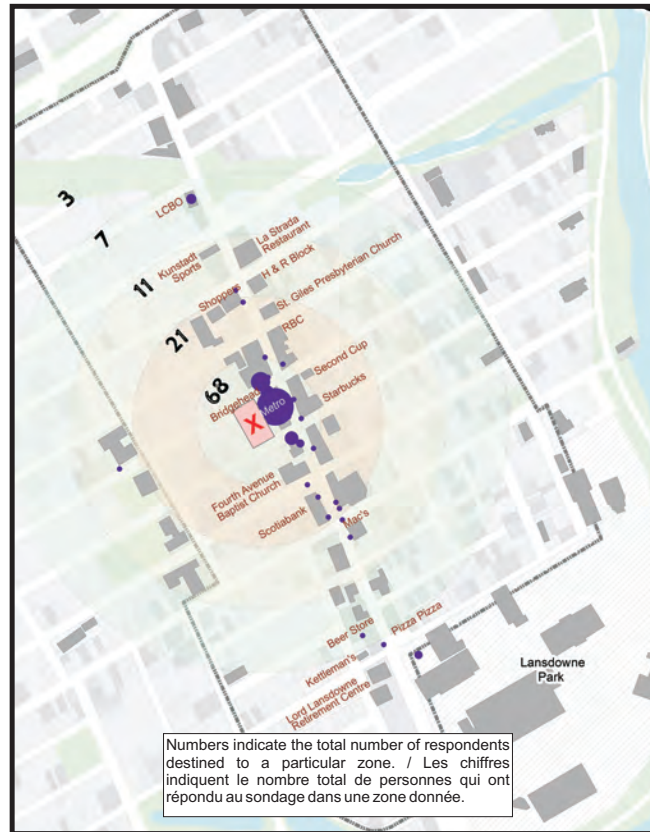 3
LCBO
7
La Strada
Restaurant
Kunstadt
Sports
11
H & R Block
Shoppers
St. Giles Presbyterian Church
21
RBC
68
Second Cup
Bridgehead
Starbucks
Metro
X
Fourth Avenue
Baptist Church
Scotiabank
Mac's
Beer Store
Pizza Pizza
Kettleman's
Lansdowne
Park
Lord Lansdowne
Retirement Centre
Numbers indicate the total number of respondents
destined to a particular zone. / Les chiffres
indiquent le nombre total de personnes qui ont
répondu au sondage dans une zone donnée.